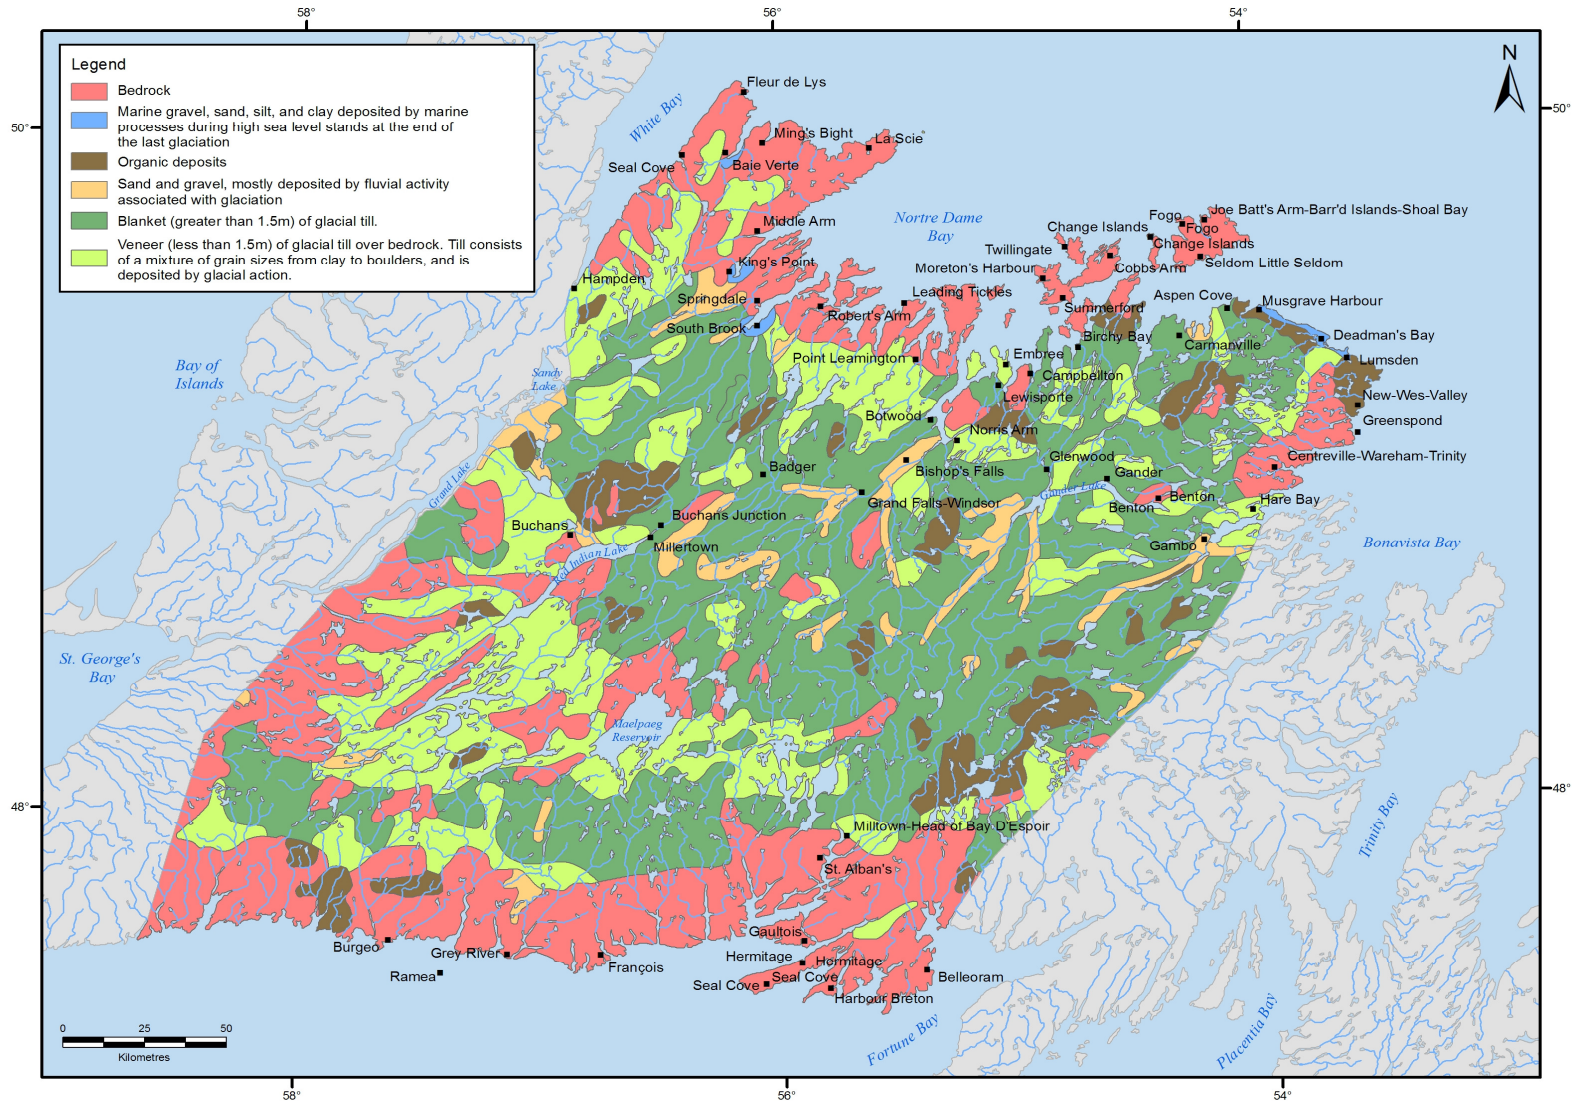 58°
56°
54°
50°
50°
48°
48°
58°
56°
54°
N
Legend
Bedrock
Marine gravel, sand, silt, and clay deposited by marine
processes during high sea level stands at the end of
the last glaciation
Organic deposits
Sand and gravel, mostly deposited by fluvial activity
associated with glaciation
Blanket (greater than 1.5m) of glacial till.
Veneer (less than 1.5m) of glacial till over bedrock. Till consists
of a mixture of grain sizes from clay to boulders, and is
deposited by glacial action.
Fleur de Lys
White Bay
Ming's Bight
La Scie
Seal Cove
Baie Verte
Middle Arm
Nortre Dame
Bay
Fogo
Joe Batt's Arm-Barr'd Islands-Shoal Bay
Change Islands
Fogo
Change Islands
Twillingate
Seldom Little Seldom
Cobbs Arm
Moreton's Harbour
King's Point
Hampden
Springdale
Leading Tickles
Robert's Arm
Summerford
Aspen Cove
Musgrave Harbour
South Brook
Birchy Bay
Carmanville
Deadman's Bay
Lumsden
Point Leamington
Embree
Campbellton
Lewisporte
New-Wes-Valley
Greenspond
Bay of
Islands
Sandy
Lake
Botwood
Norris Arm
Centreville-Wareham-Trinity
Grand Lake
Badger
Bishop's Falls
Glenwood
Gander
Gander Lake
Benton
Benton
Hare Bay
Grand Falls-Windsor
Buchans
Buchans Junction
Millertown
Red Indian Lake
Gambo
Bonavista Bay
St. George's
Bay
Maelpaeg
Reservoir
Milltown-Head of Bay D'Espoir
St. Alban's
Trinity Bay
Burgeo
Ramea
Grey River
François
Gaultois
Hermitage
Hermitage
Seal Cove
Seal Cove
Harbour Breton
Belleoram
Fortune Bay
Placentia Bay
0
25
50
Kilometres